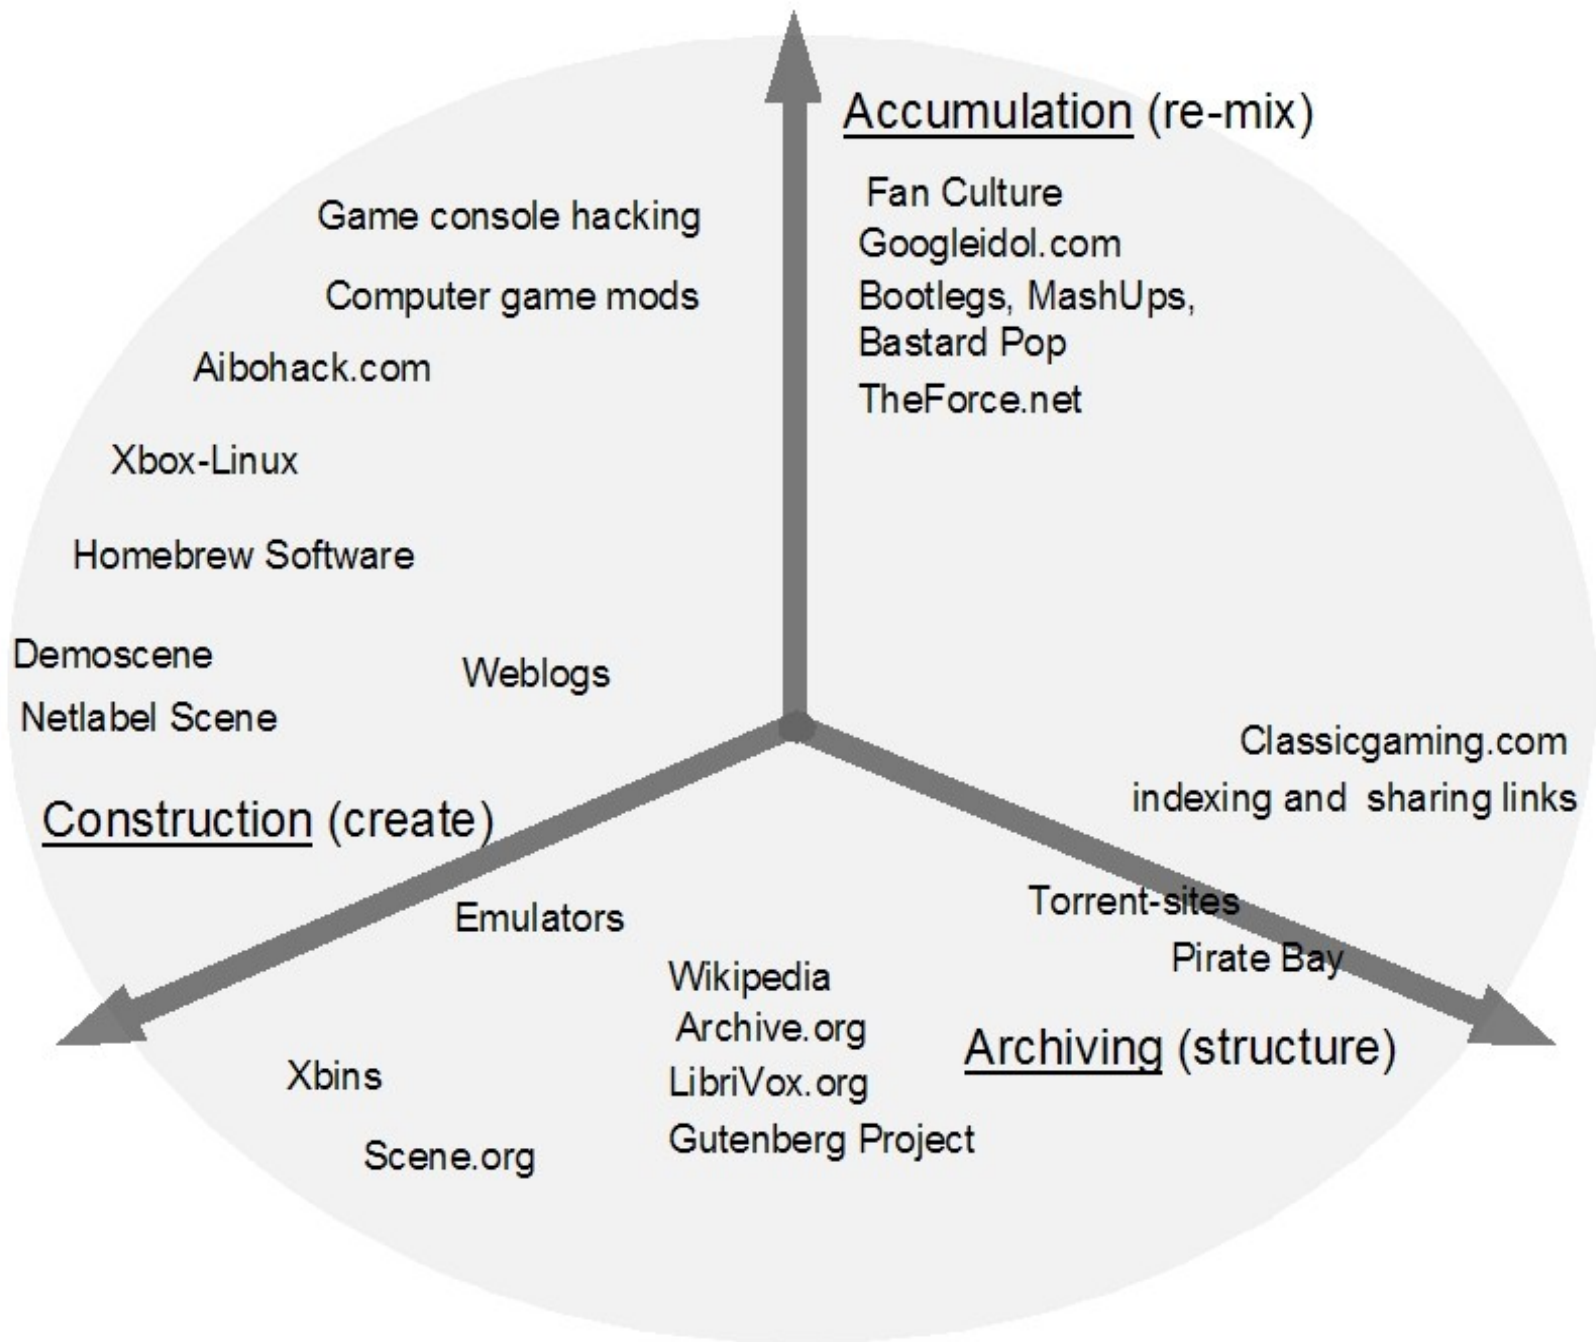 Accumulation (re-mix)
Fan Culture
Googleidol.com
Bootlegs, MashUps,
Bastard Pop
TheForce.net
Game console hacking
Computer game mods
Aibohack.com
Xbox-Linux
Homebrew Software
Demoscene
Netlabel Scene
Weblogs
Construction (create)
Classicgaming.com
indexing and sharing links
Torrent-sites
Pirate Bay
Archiving (structure)
Emulators
Wikipedia
Archive.org
LibriVox.org
Gutenberg Project
Xbins
Scene.org